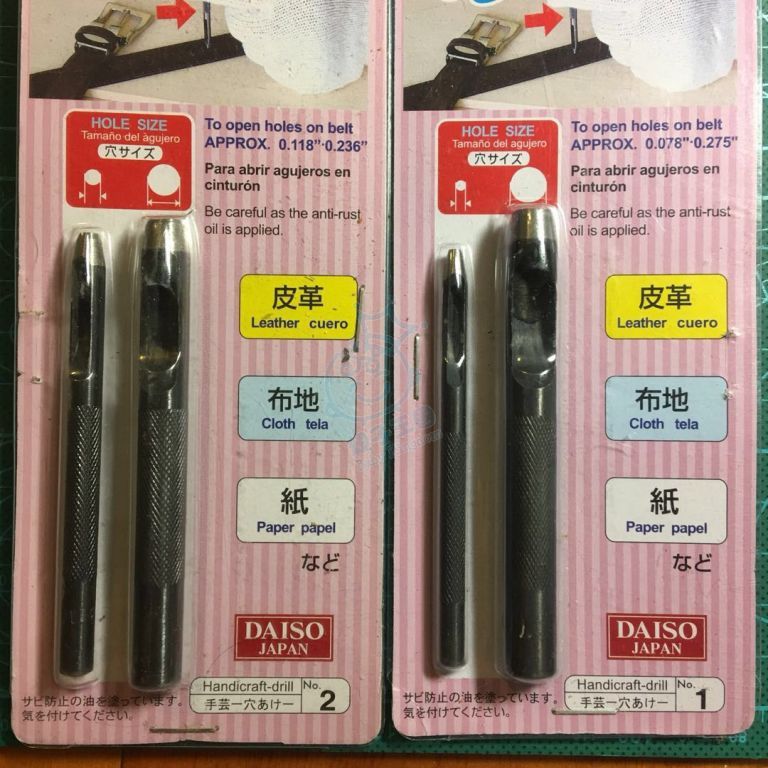 HOLE SIZE
Tamaño del agujero
穴サイズ
To open holes on belt
APPROX. 0.118"·0.236"
Para abrir agujeros en
cinturón
Be careful as the anti-rust
oil is applied.
皮革
Leather cuero
布地
Cloth tela
紙
Paper papel
など
DAISO
JAPAN
サビ防止の油を塗っています。
気を付けてください。
Handicraft-drill
手芸ー穴あけー
No.
2
HOLE SIZE
Tamaño del agujero
穴サイズ
To open holes on belt
APPROX. 0.078"·0.275"
Para abrir agujeros en
cinturón
Be careful as the anti-rust
oil is applied.
皮革
Leather cuero
布地
Cloth tela
紙
Paper papel
など
DAISO
JAPAN
サビ防止の油を塗っています。
気を付けてください。
Handicraft-drill
手芸ー穴あけー
No.
1